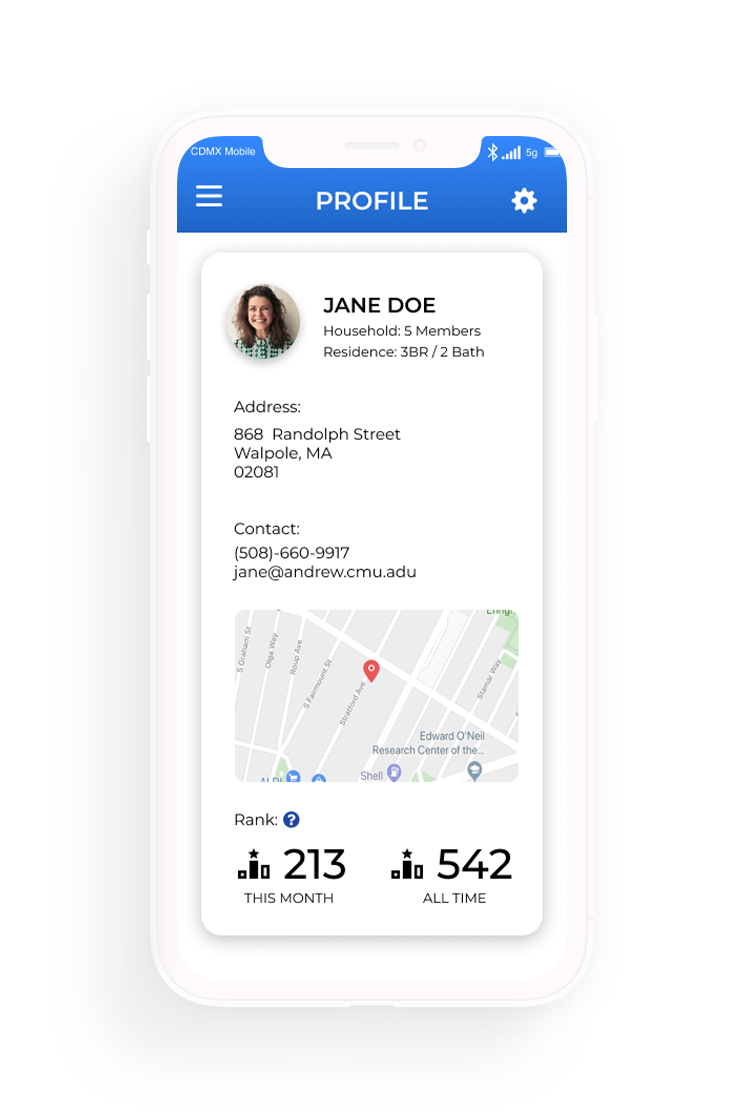 CDMX Mobile
5g
PROFILE
JANE DOE
Household: 5 Members
Residence: 3BR / 2 Bath
Address:
868 Randolph Street
Walpole, MA
02081
Contact:
(508)-660-9917
jane@andrew.cmu.adu
S Graham St
Olga Way
Roup Ave
S Fairmount St
Stratford Ave
Stamar Way
Edward O'Neil
Research Center of the...
Shell
ALDI
Rank: ?
213
THIS MONTH
542
ALL TIME